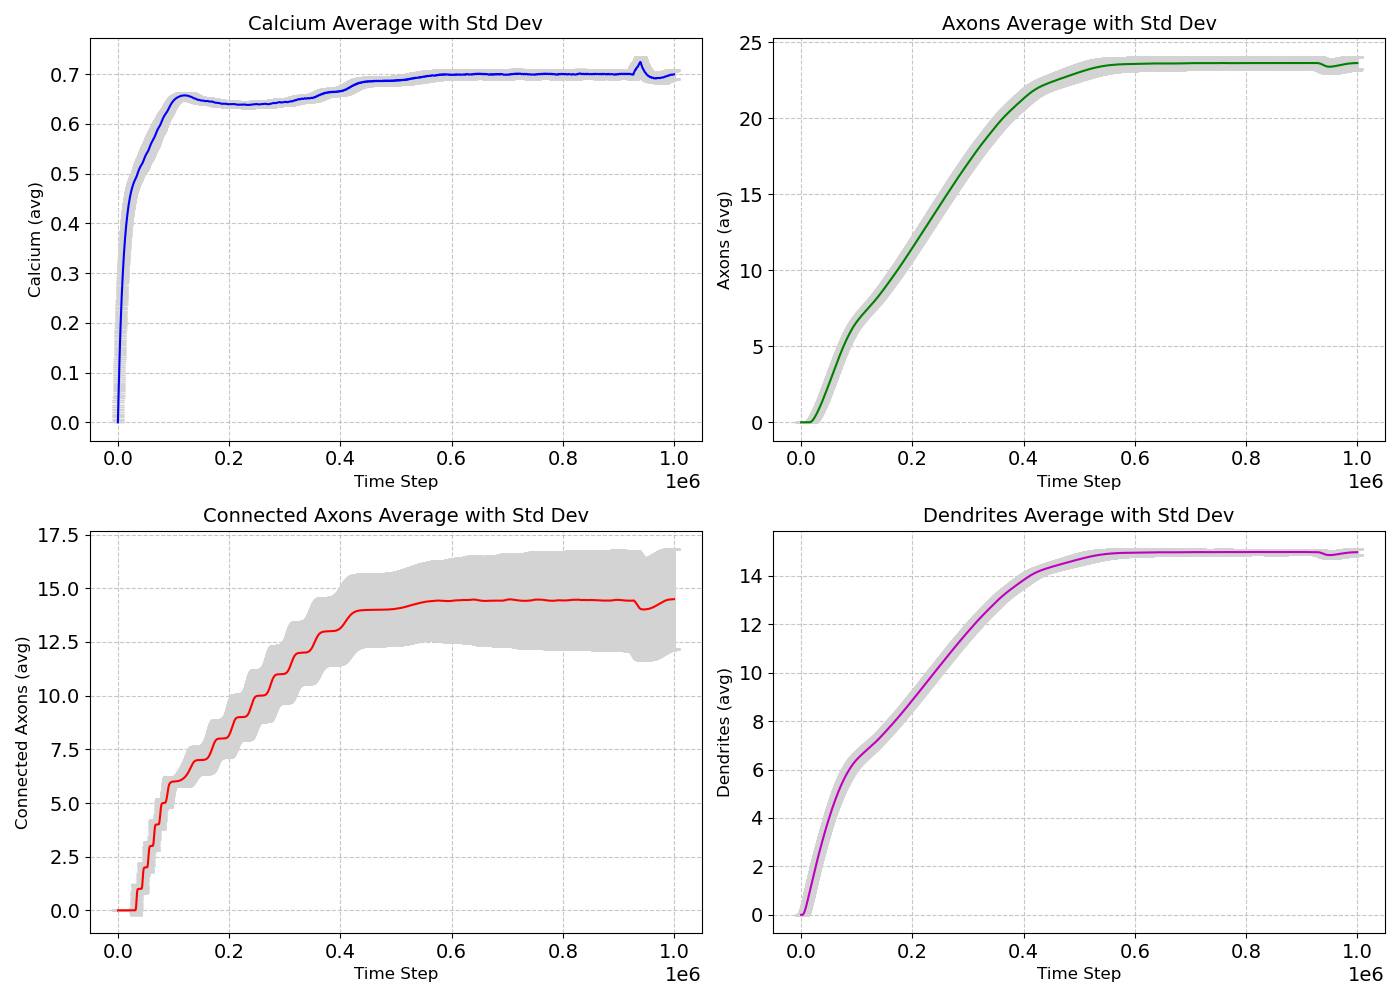 Calcium Average with Std Dev
Calcium (avg)
0.7
0.6
0.5
0.4
0.3
0.2
0.1
0.0
0.0 0.2 0.4 0.6 0.8 1.0
Time Step
1e6
Axons Average with Std Dev
Axons (avg)
25
20
15
10
5
0
0.0 0.2 0.4 0.6 0.8 1.0
Time Step
1e6
Connected Axons Average with Std Dev
Connected Axons (avg)
17.5
15.0
12.5
10.0
7.5
5.0
2.5
0.0
0.0 0.2 0.4 0.6 0.8 1.0
Time Step
1e6
Dendrites Average with Std Dev
Dendrites (avg)
14
12
10
8
6
4
2
0
0.0 0.2 0.4 0.6 0.8 1.0
Time Step
1e6